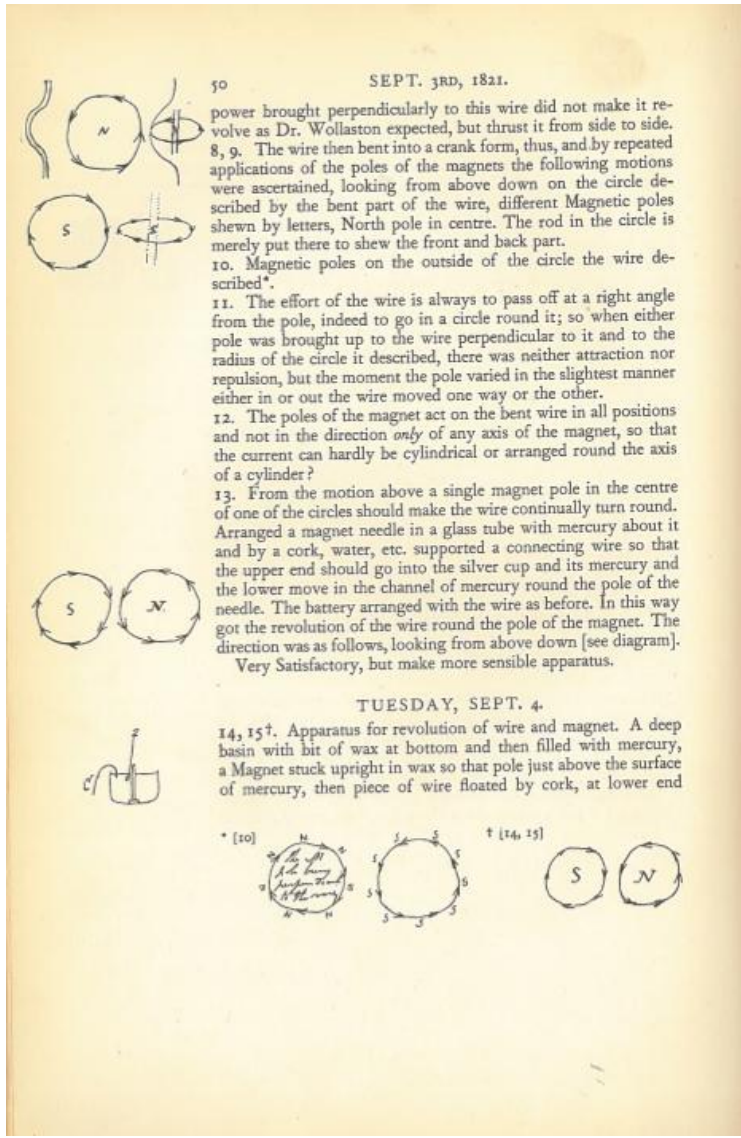 50 SEPT. 3RD, 1821.
power brought perpendicularly to this wire did not make it re-
volve as Dr. Wollaston expected, but thrust it from side to side.
8, 9. The wire then bent into a crank form, thus, and by repeated
applications of the poles of the magnets the following motions
were ascertained, looking from above down on the circle de-
scribed by the bent part of the wire, different Magnetic poles
shewn by letters, North pole in centre. The rod in the circle is
merely put there to shew the front and back part.
10. Magnetic poles on the outside of the circle the wire de-
scribed*.
11. The effort of the wire is always to pass off at a right angle
from the pole, indeed to go in a circle round it; so when either
pole was brought up to the wire perpendicular to it and to the
radius of the circle it described, there was neither attraction nor
repulsion, but the moment the pole varied in the slightest manner
either in or out the wire moved one way or the other.
12. The poles of the magnet act on the bent wire in all positions
and not in the direction only of any axis of the magnet, so that
the current can hardly be cylindrical or arranged round the axis
of a cylinder?
13. From the motion above a single magnet pole in the centre
of one of the circles should make the wire continually turn round.
Arranged a magnet needle in a glass tube with mercury about it
and by a cork, water, etc. supported a connecting wire so that
the upper end should go into the silver cup and its mercury and
the lower move in the channel of mercury round the pole of the
needle. The battery arranged with the wire as before. In this way
got the revolution of the wire round the pole of the magnet. The
direction was as follows, looking from above down [see diagram].
Very Satisfactory, but make more sensible apparatus.
TUESDAY, SEPT. 4.
14, 15†. Apparatus for revolution of wire and magnet. A deep
basin with bit of wax at bottom and then filled with mercury,
a Magnet stuck upright in wax so that pole just above the surface
of mercury, then piece of wire floated by cork, at lower end
N
S S
S N
Z
C
* [10] † [14, 15]
N N N N N
the
pole being
to the
S S S S S S S S
S N